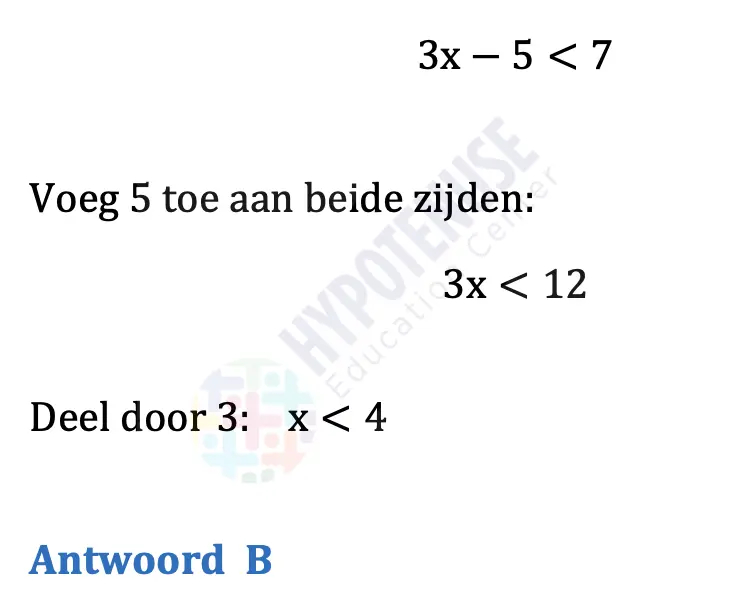 3x − 5 < 7
Voeg 5 toe aan beide zijden:
3x < 12
Deel door 3: x < 4
Antwoord B
HYPOTENUSE
Education Center